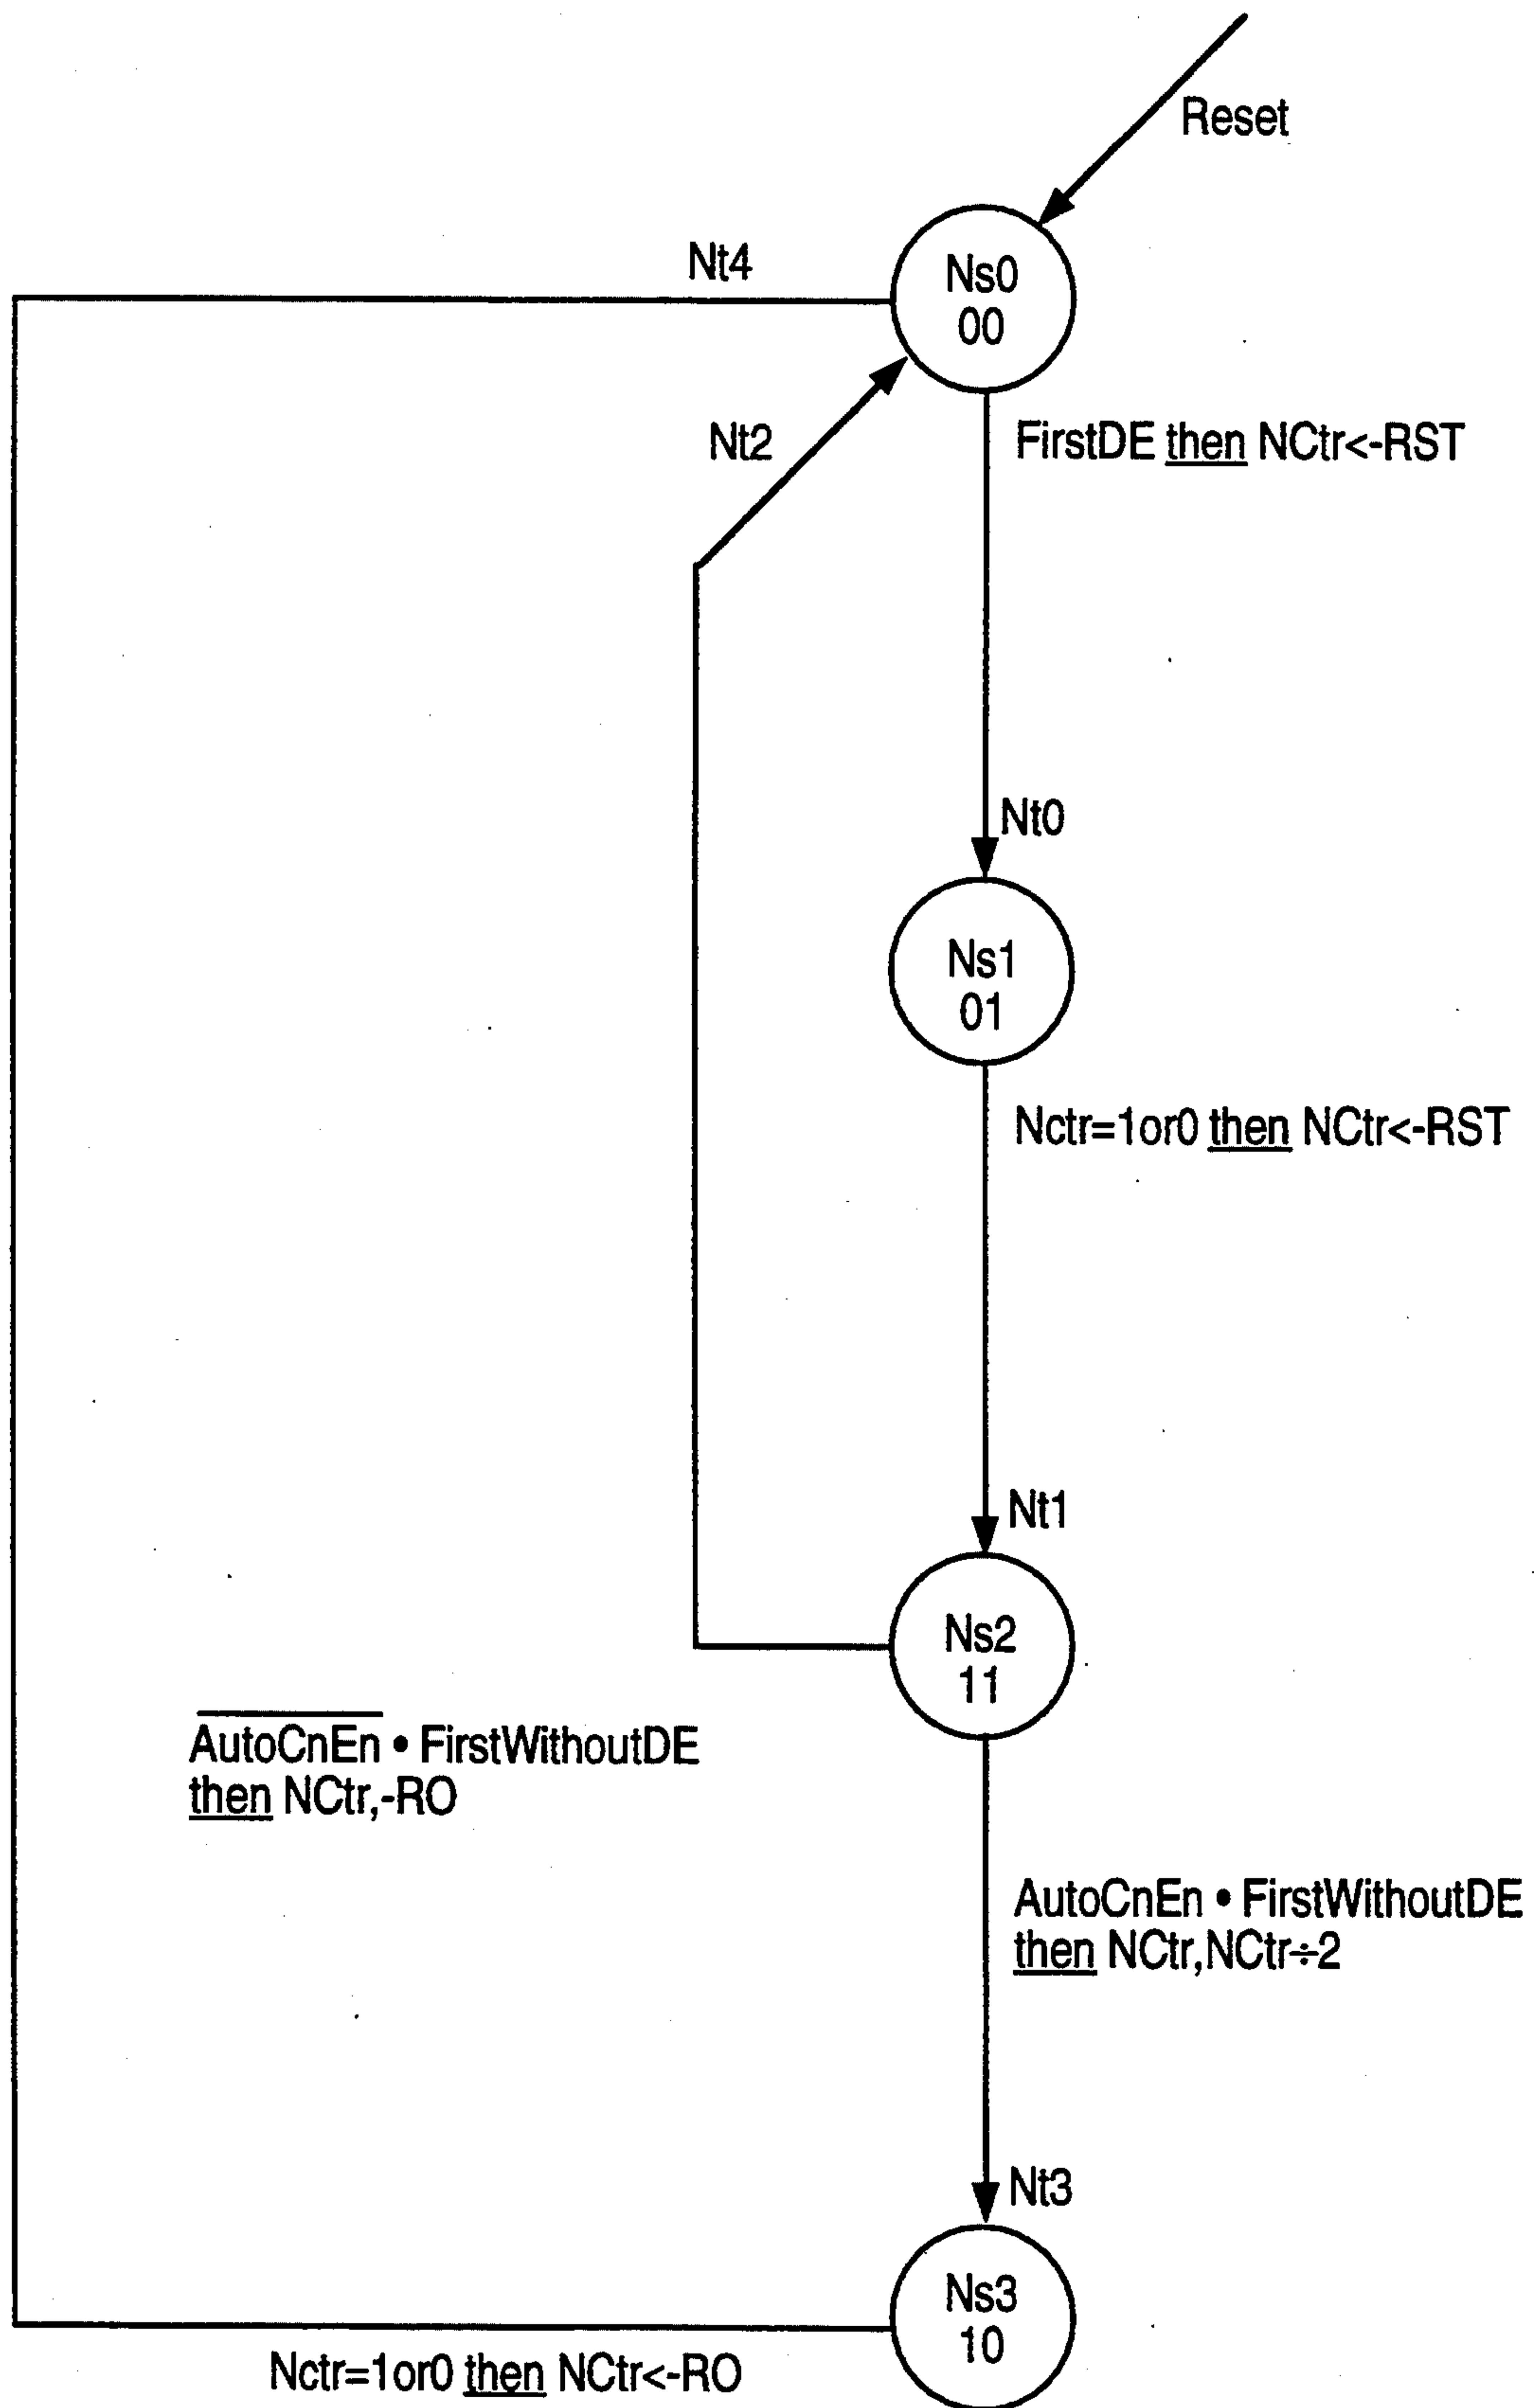 Reset
Nt4
Ns0
00
Nt2
FirstDE then NCtr<-RST
Nt0
Ns1
01
Nctr=1or0 then NCtr<-RST
Nt1
Ns2
11
A̅u̅t̅o̅C̅n̅E̅n̅ • FirstWithoutDE
then NCtr,-RO
AutoCnEn • FirstWithoutDE
then NCtr,NCtr÷2
Nt3
Ns3
10
Nctr=1or0 then NCtr<-RO